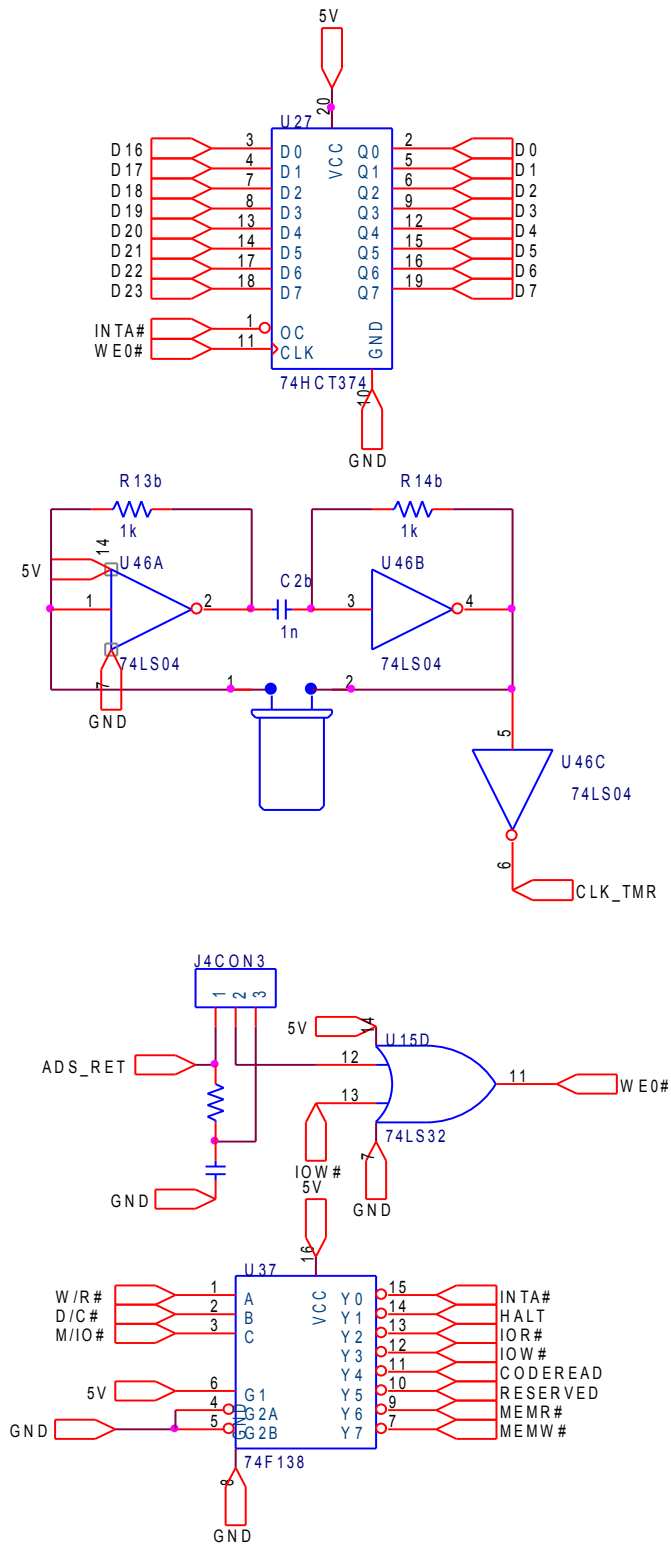 5V
20
U27
D16 3 D0 VCC Q0 2 D0
D17 4 D1 Q1 5 D1
D18 7 D2 Q2 6 D2
D19 8 D3 Q3 9 D3
D20 13 D4 Q4 12 D4
D21 14 D5 Q5 15 D5
D22 17 D6 Q6 16 D6
D23 18 D7 Q7 19 D7
INTA# 1 OC GND
WE0# 11 CLK
74HCT374 10
GND
R13b R14b
1k 1k
14 U46A U46B
5V C2b
1 2 3 4
1n
74LS04 74LS04
7 1 2
GND
5
U46C
74LS04
6
CLK_TMR
J4CON3
1 2 3
5V 14 U15D
ADS_RET 12
11 WE0#
13
74LS32
IOW# 7
GND GND
5V
16
U37
W/R# 1 A VCC Y0 15 INTA#
D/C# 2 B Y1 14 HALT
M/IO# 3 C Y2 13 IOR#
Y3 12 IOW#
Y4 11 CODEREAD
5V 6 G1 Y5 10 RESERVED
4 G2A Y6 9 MEMR#
GND 5 G2B GND Y7 7 MEMW#
74F138
8
GND